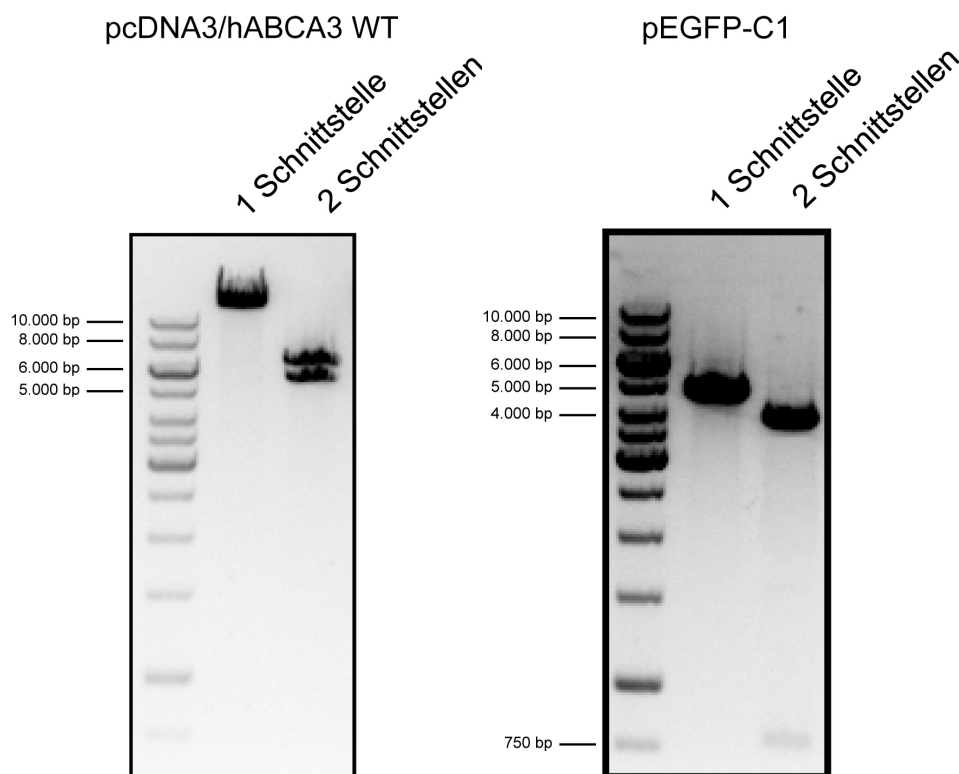 pcDNA3/hABCA3 WT
1 Schnittstelle
2 Schnittstellen
10.000 bp
8.000 bp
6.000 bp
5.000 bp
pEGFP-C1
1 Schnittstelle
2 Schnittstellen
10.000 bp
8.000 bp
6.000 bp
5.000 bp
4.000 bp
750 bp